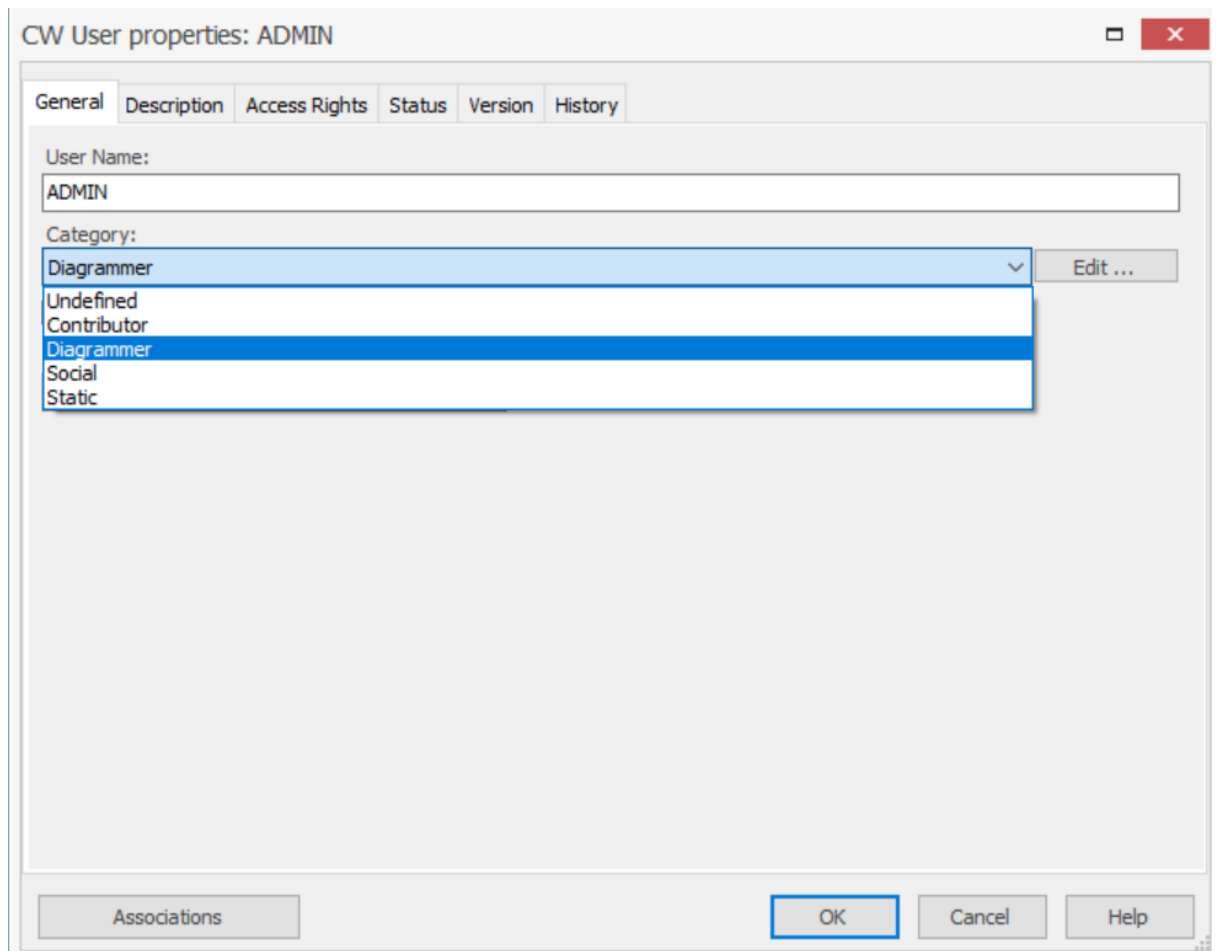 CW User properties: ADMIN
General Description Access Rights Status Version History
User Name:
ADMIN
Category:
Diagrammer Edit ...
Undefined
Contributor
Diagrammer
Social
Static
Associations OK Cancel Help